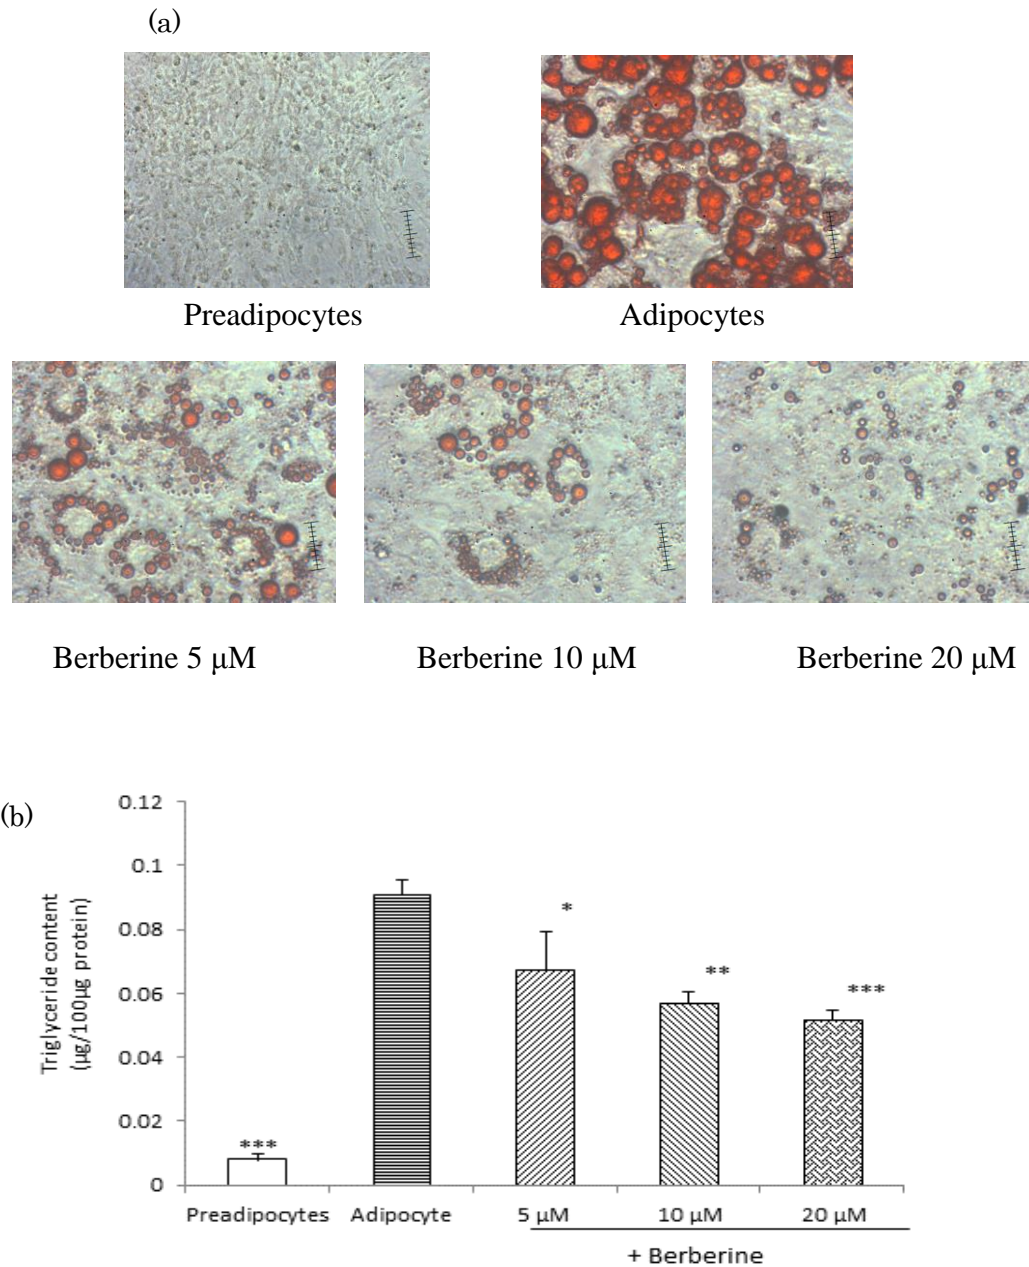 (a)
Preadipocytes
Adipocytes
Berberine 5 μM
Berberine 10 μM
Berberine 20 μM
(b)
0.12
0.1
0.08
0.06
0.04
0.02
0
Triglyceride content
(µg/100µg protein)
***
*
**
***
Preadipocytes
Adipocyte
5 µM
10 µM
20 µM
+ Berberine